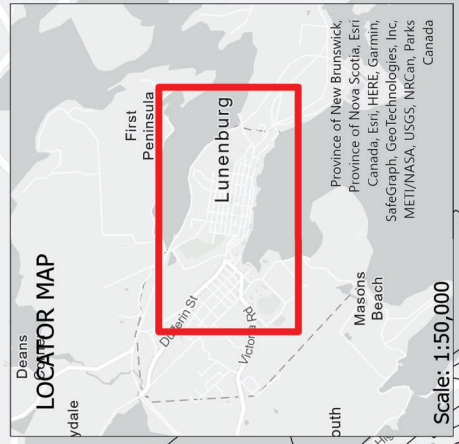 Deans
LOCATOR MAP
ydale
First
Peninsula
Lunenburg
Dufferin St
Victoria Rd
Masons
Beach
outh
Province of New Brunswick,
Province of Nova Scotia, Esri
Canada, Esri, HERE, Garmin,
SafeGraph, GeoTechnologies, Inc,
METI/NASA, USGS, NRCan, Parks
Canada
Scale: 1:50,000